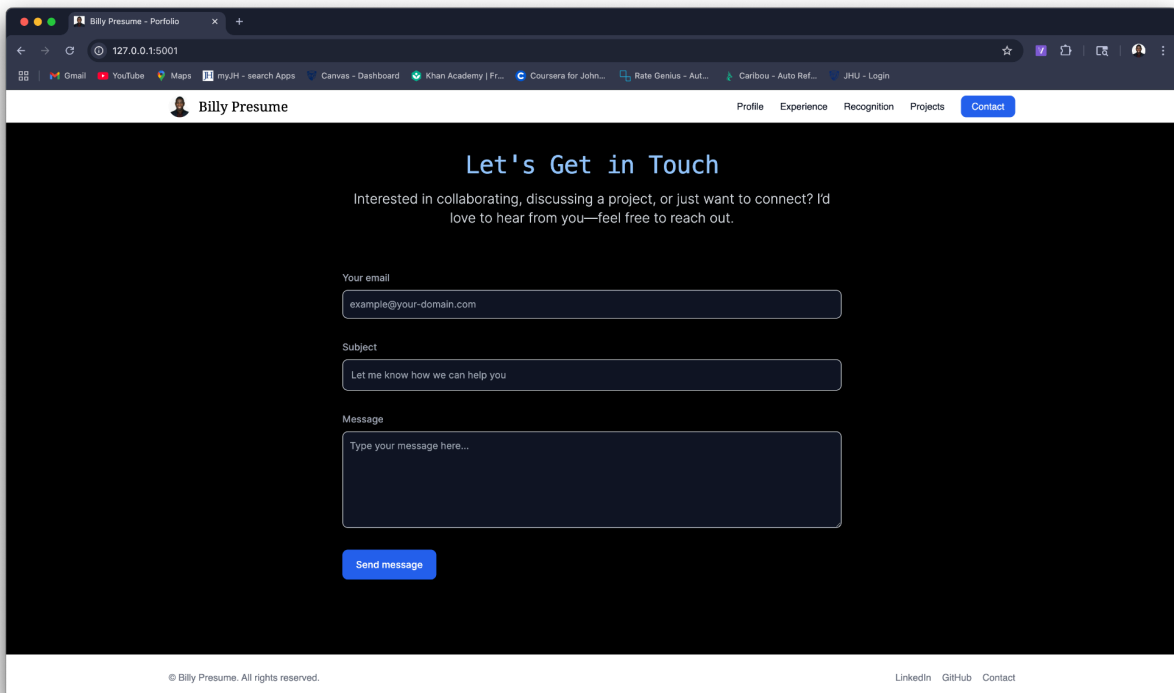 Billy Presume - Porfolio
127.0.0.1:5001
Gmail YouTube Maps myJH - search Apps Canvas - Dashboard Khan Academy | Fr... Coursera for John... Rate Genius - Aut... Caribou - Auto Ref... JHU - Login
Billy Presume Profile Experience Recognition Projects Contact
Let's Get in Touch
Interested in collaborating, discussing a project, or just want to connect? I’d
love to hear from you—feel free to reach out.
Your email
example@your-domain.com
Subject
Let me know how we can help you
Message
Type your message here...
Send message
© Billy Presume. All rights reserved. LinkedIn GitHub Contact